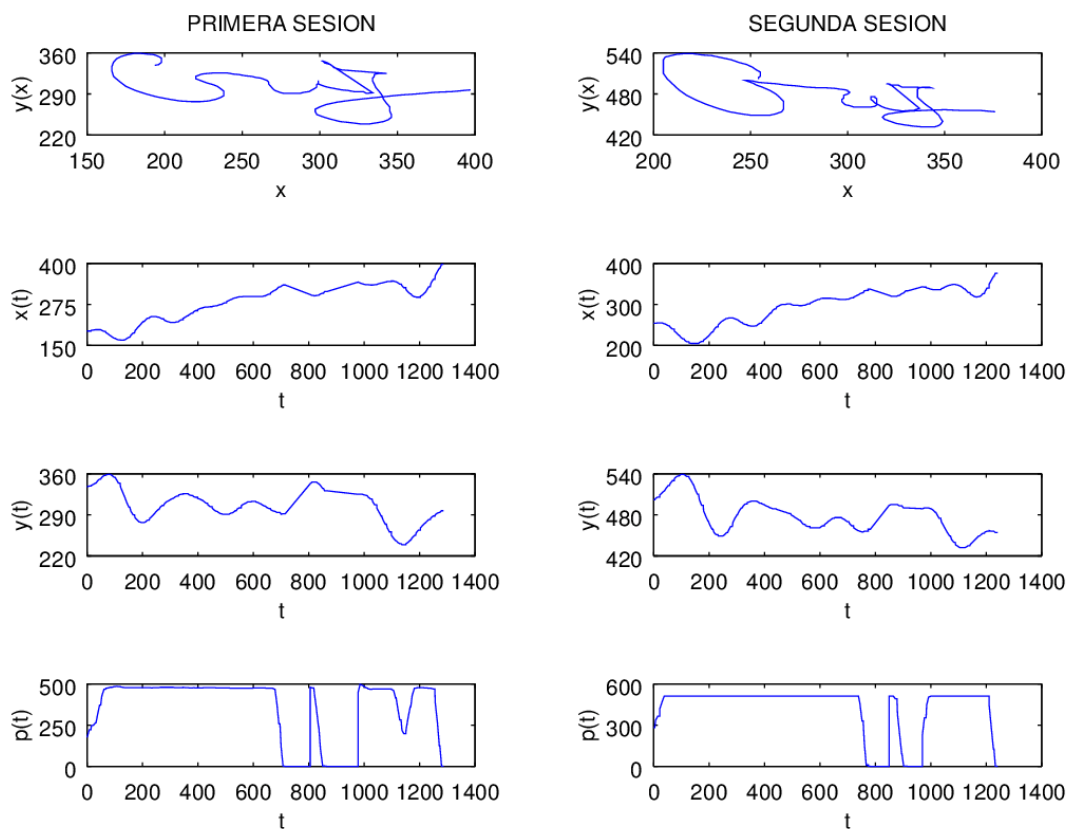 PRIMERA SESION SEGUNDA SESION
360 540
y(x) 290 y(x) 480
220 420
150 200 250 300 350 400 200 250 300 350 400
x x
400 400
x(t) 275 x(t) 300
150 200
0 200 400 600 800 1000 1200 1400 0 200 400 600 800 1000 1200 1400
t t
360 540
y(t) 290 y(t) 480
220 420
0 200 400 600 800 1000 1200 1400 0 200 400 600 800 1000 1200 1400
t t
500 600
p(t) 250 p(t) 300
0 0
0 200 400 600 800 1000 1200 1400 0 200 400 600 800 1000 1200 1400
t t